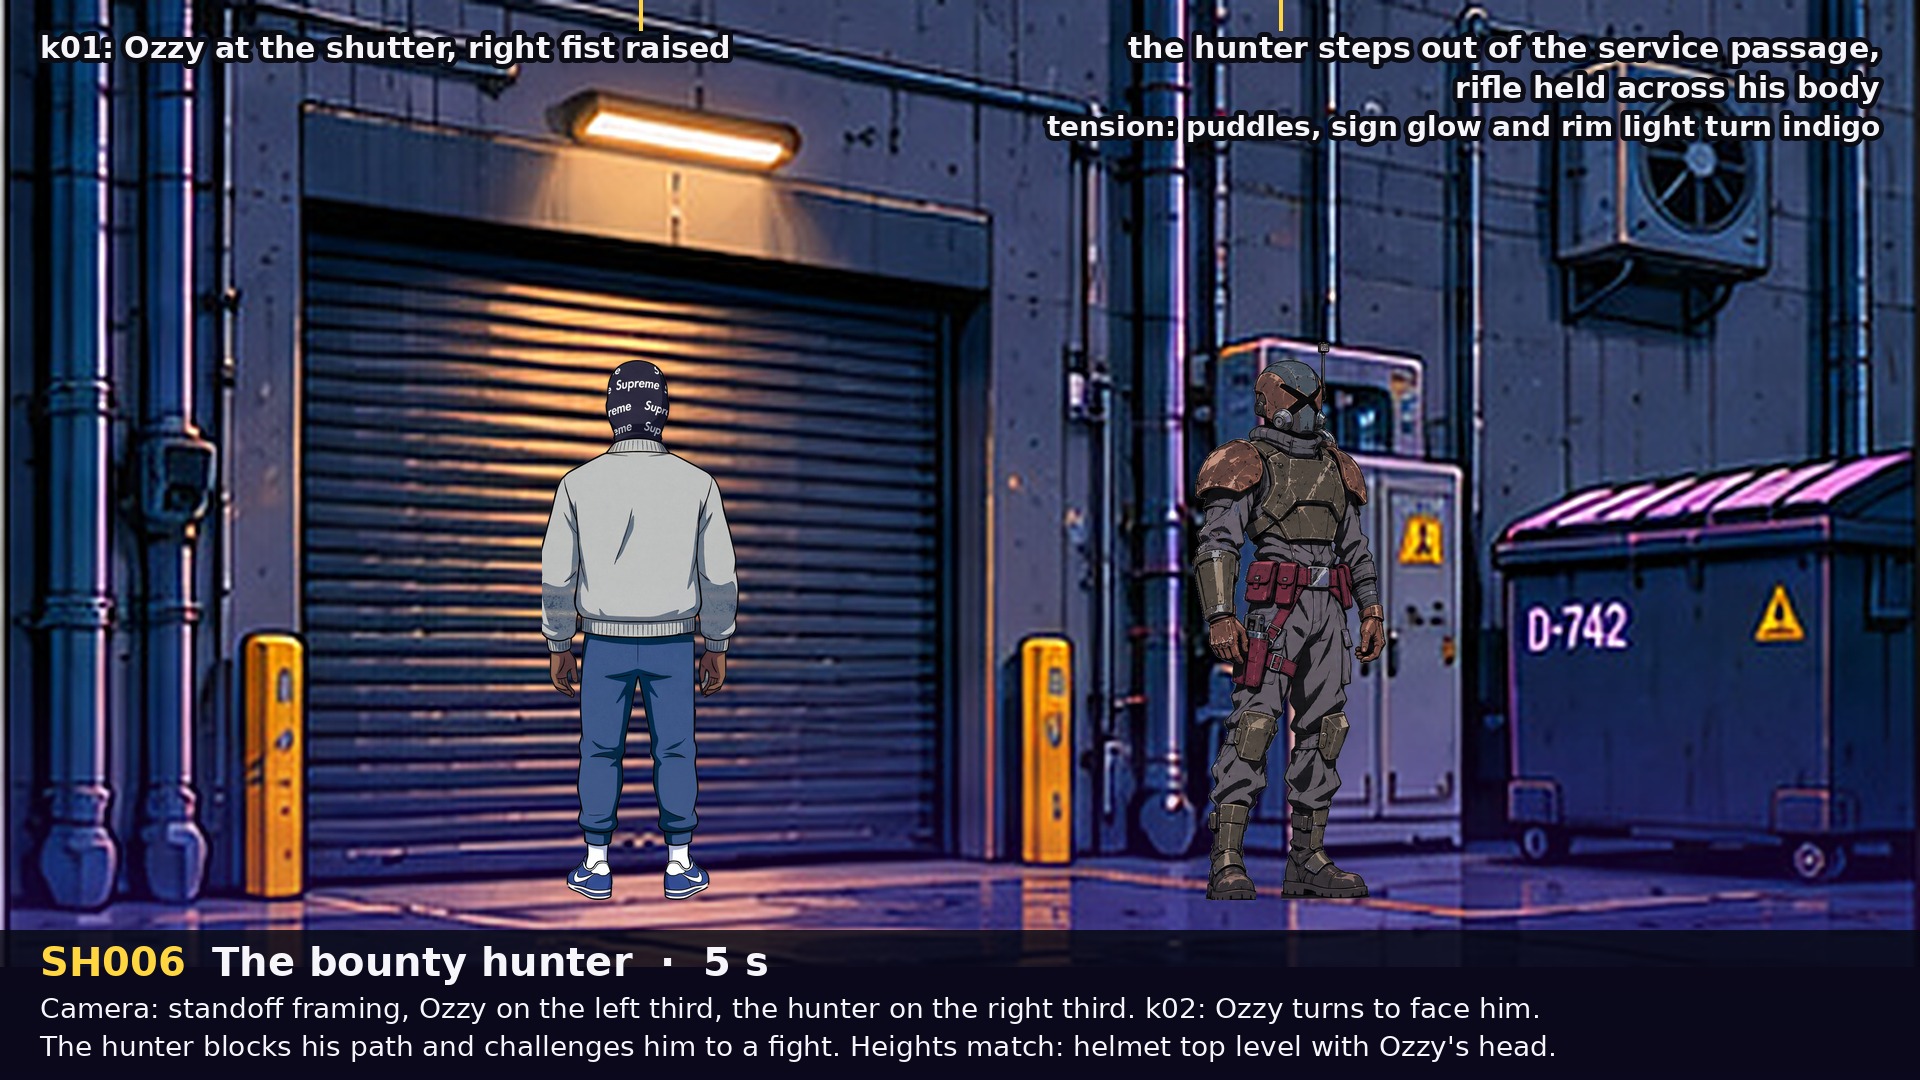 k01: Ozzy at the shutter, right fist raised
the hunter steps out of the service passage,
rifle held across his body
tension: puddles, sign glow and rim light turn indigo
Supreme
reme Supr
eme Sup
D-742
SH006 The bounty hunter · 5 s
Camera: standoff framing, Ozzy on the left third, the hunter on the right third. k02: Ozzy turns to face him.
The hunter blocks his path and challenges him to a fight. Heights match: helmet top level with Ozzy's head.